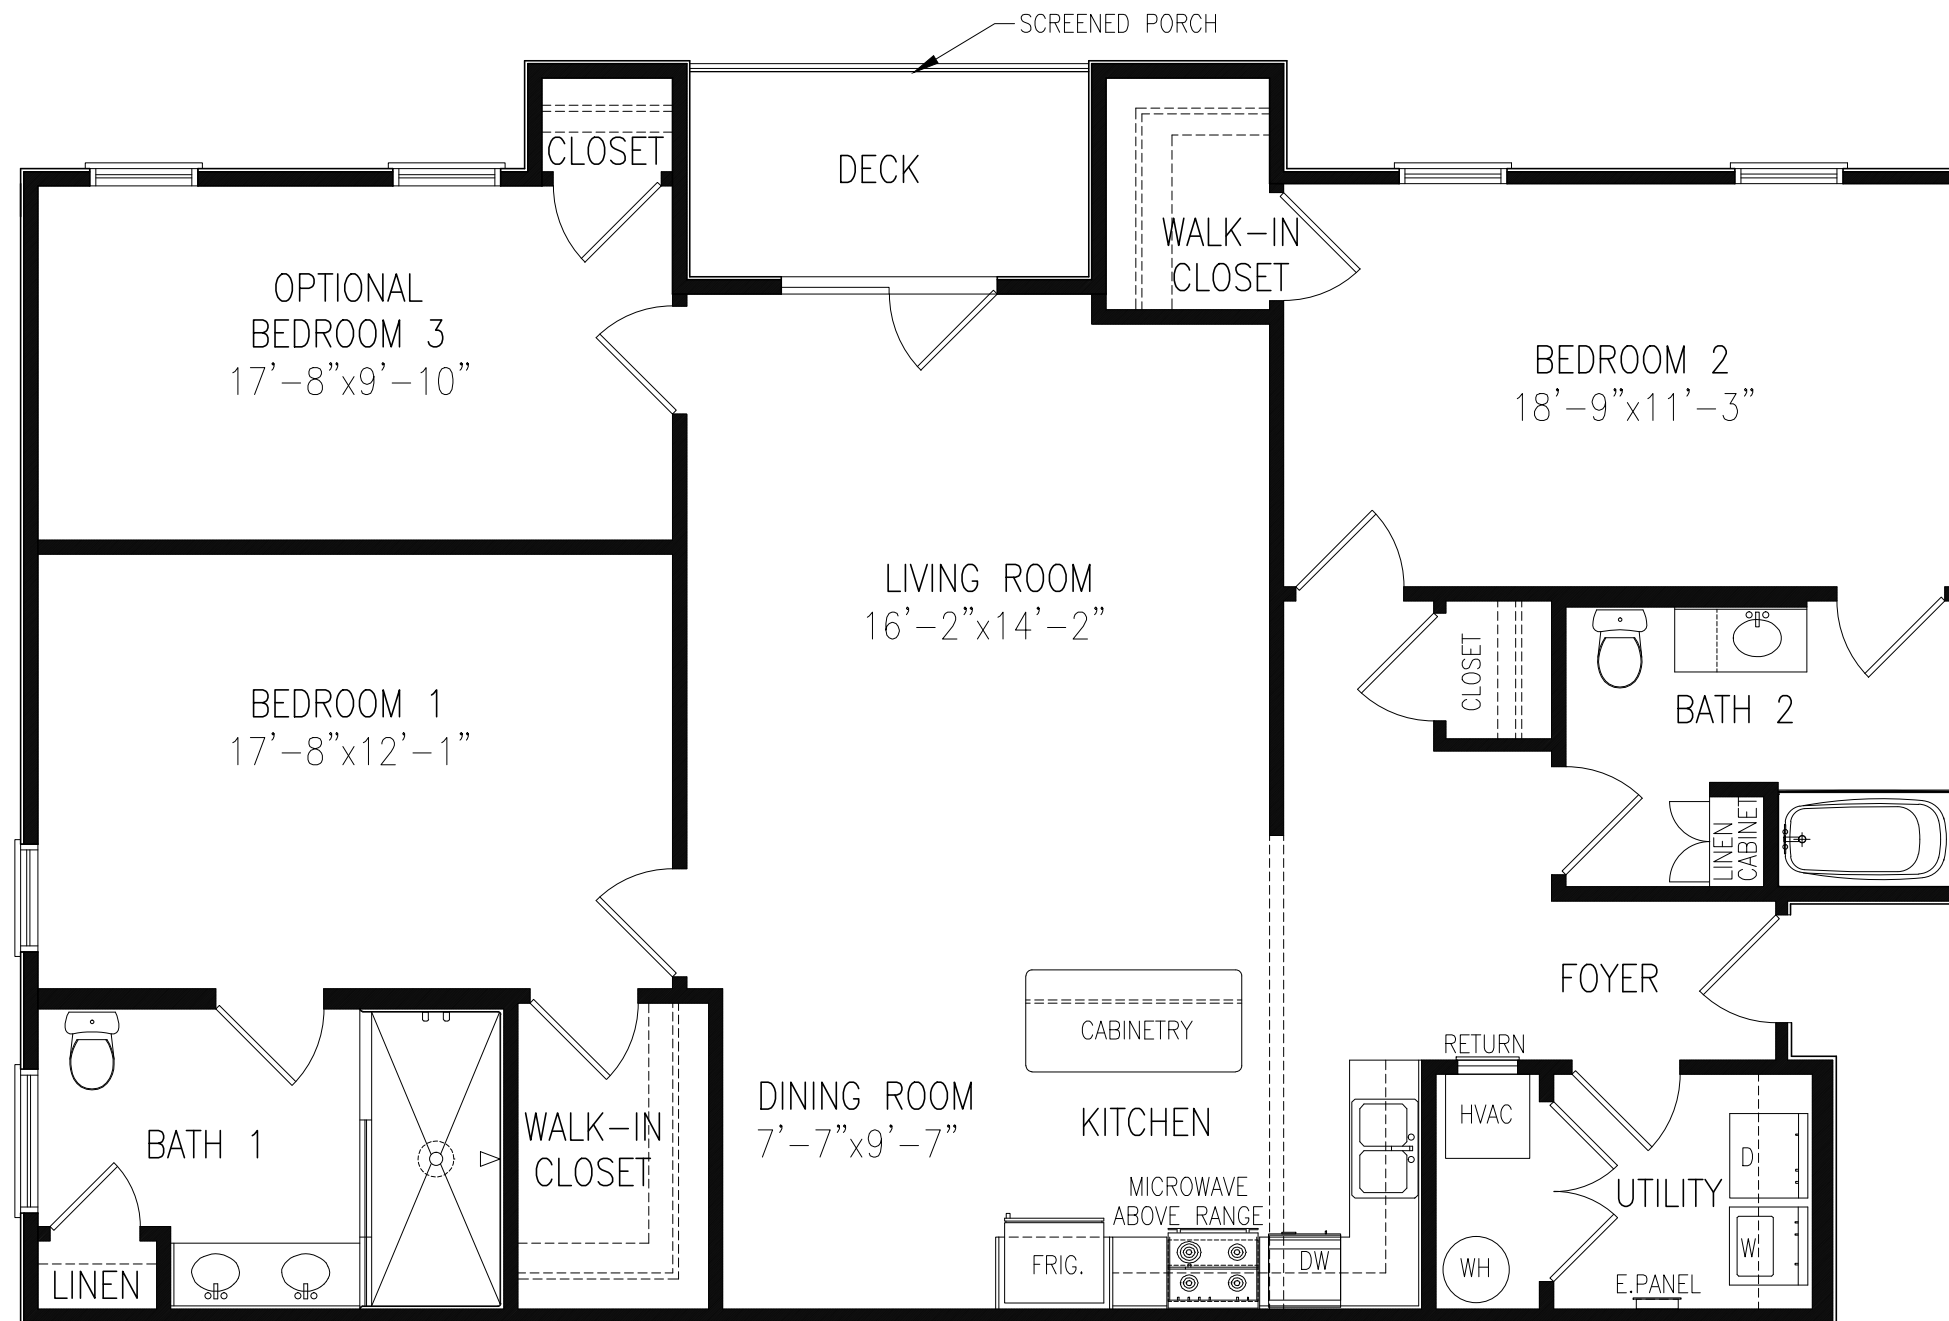 SCREENED PORCH
CLOSET
DECK
WALK-IN
CLOSET
OPTIONAL
BEDROOM 3
17'-8"x9'-10"
BEDROOM 2
18'-9"x11'-3"
LIVING ROOM
16'-2"x14'-2"
CLOSET
BATH 2
BEDROOM 1
17'-8"x12'-1"
LINEN
CABINET
FOYER
CABINETRY
RETURN
DINING ROOM
7'-7"x9'-7"
KITCHEN
HVAC
WALK-IN
CLOSET
BATH 1
D
UTILITY
MICROWAVE
ABOVE RANGE
FRIG.
DW
WH
W
E.PANEL
LINEN